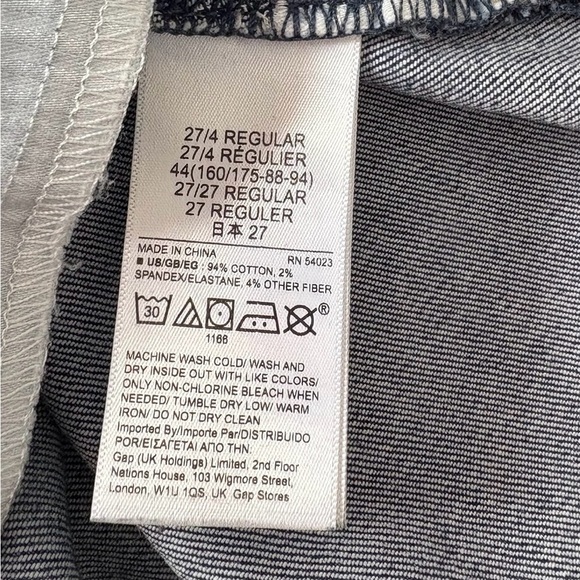 27/4 REGULAR
27/4 RÉGULIER
44(160/175-88-94)
27/27 REGULAR
27 REGULER
日本 27
MADE IN CHINA RN 54023
■ US/GB/EG : 94% COTTON, 2%
SPANDEX/ELASTANE, 4% OTHER FIBER
30
®
1166
MACHINE WASH COLD/ WASH AND
DRY INSIDE OUT WITH LIKE COLORS/
ONLY NON-CHLORINE BLEACH WHEN
NEEDED/ TUMBLE DRY LOW/ WARM
IRON/ DO NOT DRY CLEAN
Imported By/Importe Par/DISTRIBUIDO
POR/ΕΙΣΑΓΕΤΑΙ ΑΠΟ ΤΗΝ.
Gap (UK Holdings) Limited, 2nd Floor
Nations House, 103 Wigmore Street,
London, W1U 1QS, UK Gap Stores